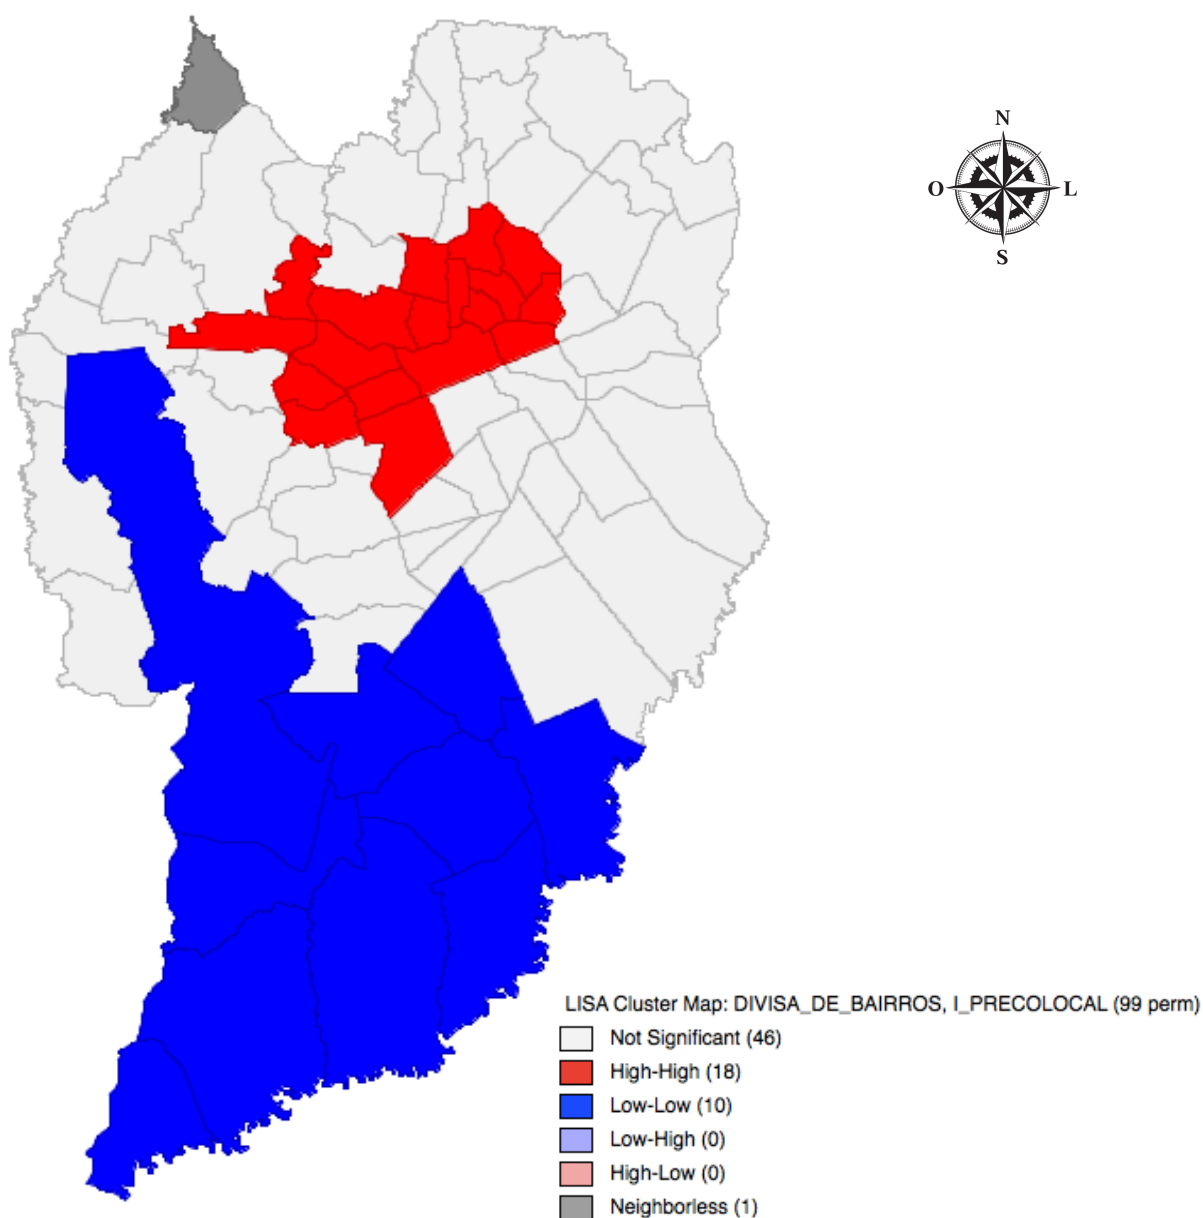 N
O L
S
LISA Cluster Map: DIVISA_DE_BAIRROS, I_PRECOLOCAL (99 perm)
Not Significant (46)
High-High (18)
Low-Low (10)
Low-High (0)
High-Low (0)
Neighborless (1)